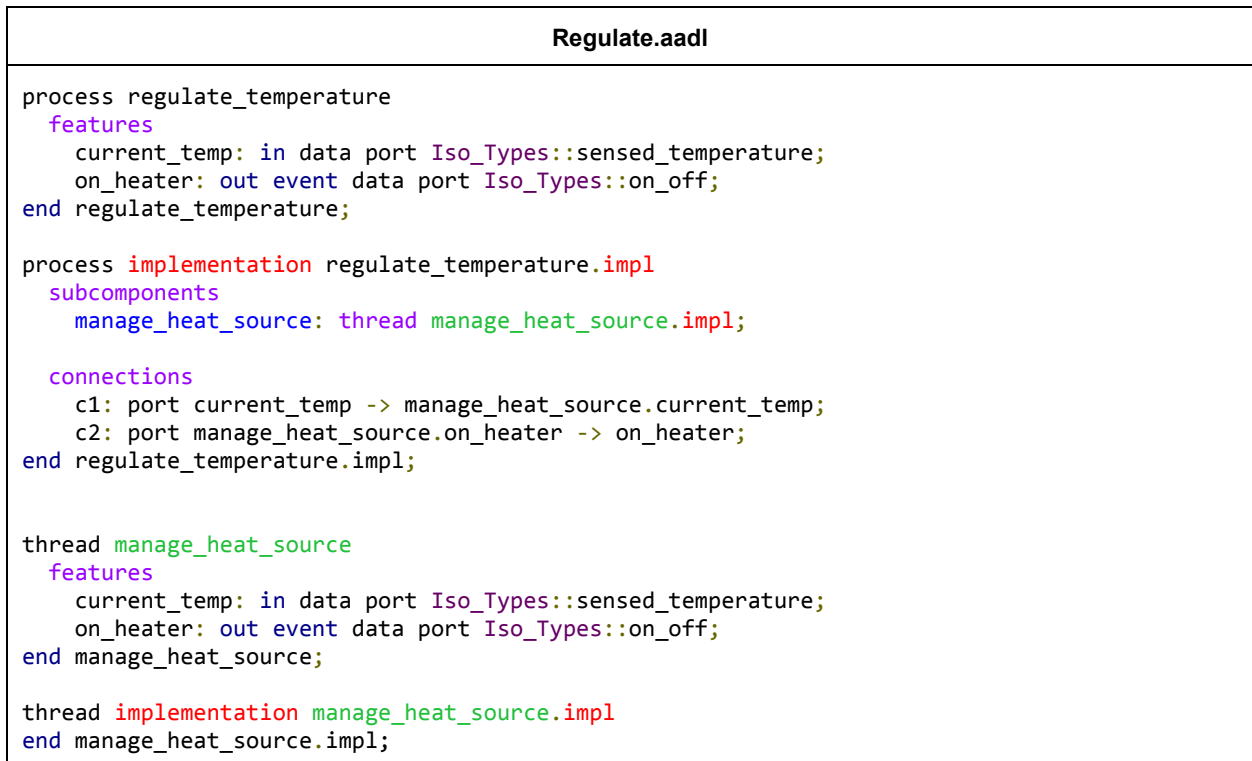 Regulate.aadl
process regulate_temperature
  features
    current_temp: in data port Iso_Types::sensed_temperature;
    on_heater: out event data port Iso_Types::on_off;
end regulate_temperature;

process implementation regulate_temperature.impl
  subcomponents
    manage_heat_source: thread manage_heat_source.impl;

  connections
    c1: port current_temp -> manage_heat_source.current_temp;
    c2: port manage_heat_source.on_heater -> on_heater;
end regulate_temperature.impl;


thread manage_heat_source
  features
    current_temp: in data port Iso_Types::sensed_temperature;
    on_heater: out event data port Iso_Types::on_off;
end manage_heat_source;

thread implementation manage_heat_source.impl
end manage_heat_source.impl;